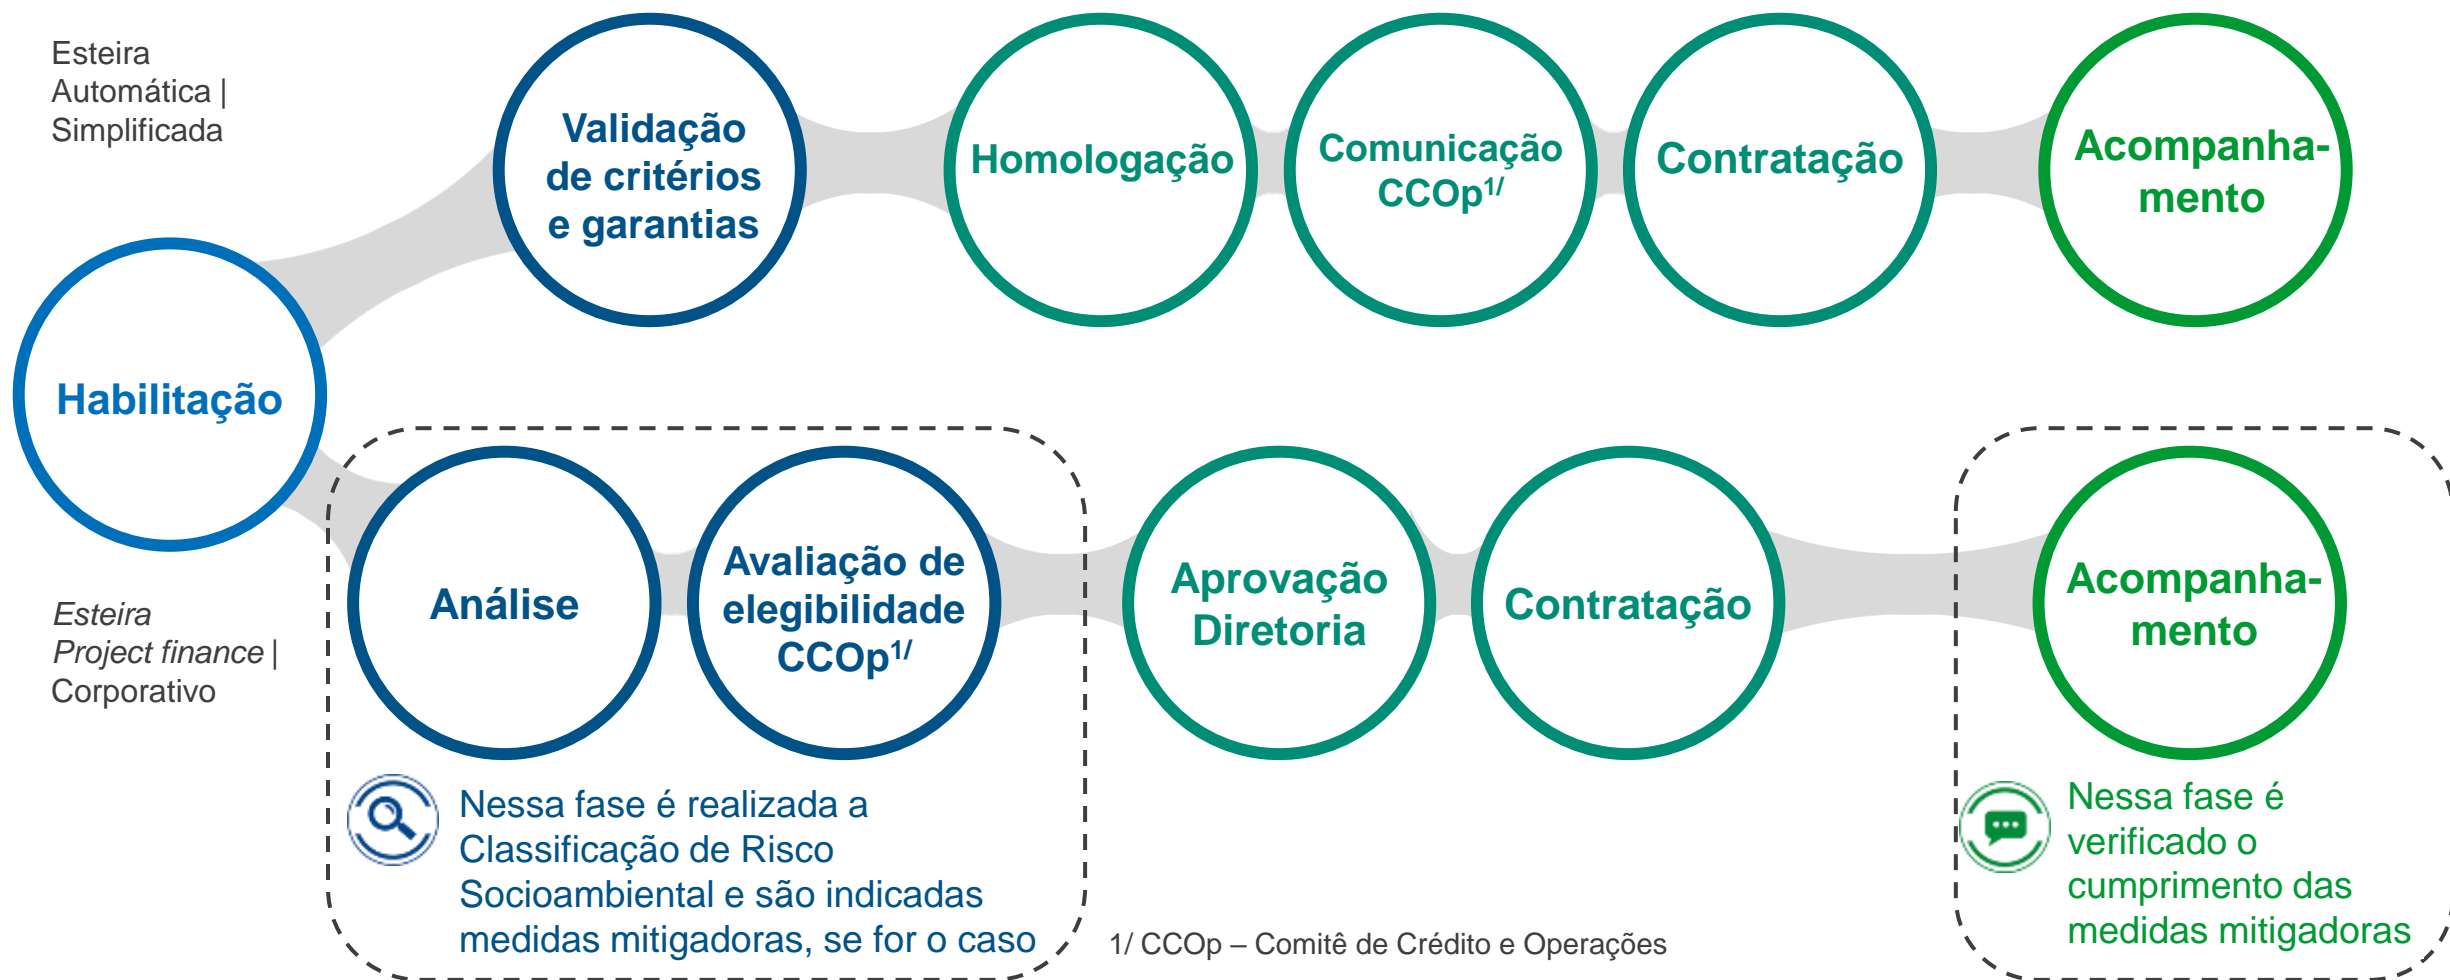 Esteira
Automática |
Simplificada
Validação
de critérios
e garantias
Homologação
Comunicação
CCOp1/
Contratação
Acompanha-
mento
Habilitação
Esteira
Project finance |
Corporativo
Análise
Avaliação de
elegibilidade
CCOp1/
Aprovação
Diretoria
Contratação
Acompanha-
mento
Nessa fase é realizada a
Classificação de Risco
Socioambiental e são indicadas
medidas mitigadoras, se for o caso
Nessa fase é
verificado o
cumprimento das
medidas mitigadoras
1/ CCOp – Comitê de Crédito e Operações